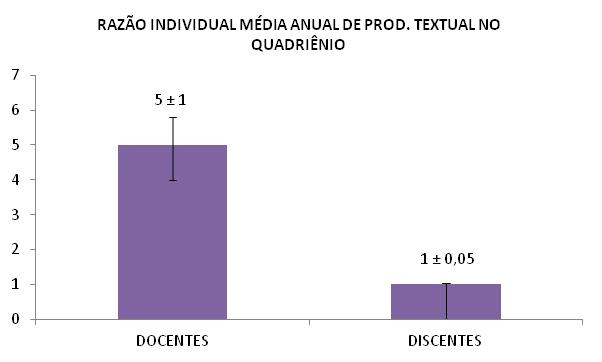 RAZÃO INDIVIDUAL MÉDIA ANUAL DE PROD. TEXTUAL NO
QUADRIÊNIO
7
6
5
4
3
2
1
0
5 ± 1
1 ± 0,05
DOCENTES
DISCENTES